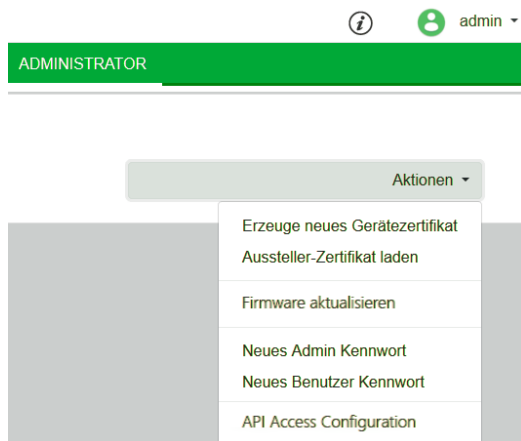 admin
ADMINISTRATOR
Aktionen
Erzeuge neues Gerätezertifikat
Aussteller-Zertifikat laden
Firmware aktualisieren
Neues Admin Kennwort
Neues Benutzer Kennwort
API Access Configuration